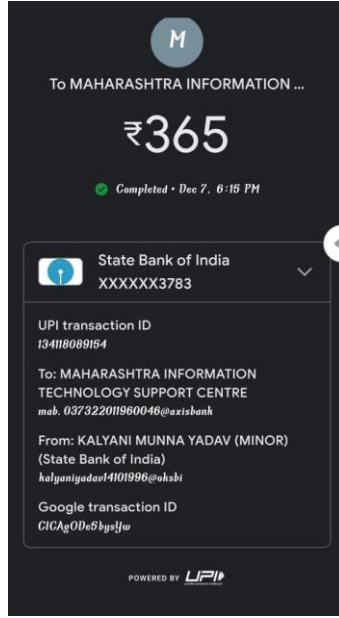 M
To MAHARASHTRA INFORMATION ...
₹365
Completed • Dec 7, 6:15 PM
State Bank of India
XXXXXX3783
UPI transaction ID
134118089154
To: MAHARASHTRA INFORMATION
TECHNOLOGY SUPPORT CENTRE
mab. 037322011960046@axisbank
From: KALYANI MUNNA YADAV (MINOR)
(State Bank of India)
kalyaniyadav14101996@oksbi
Google transaction ID
CICAgODe5bysYw
POWERED BY UPI